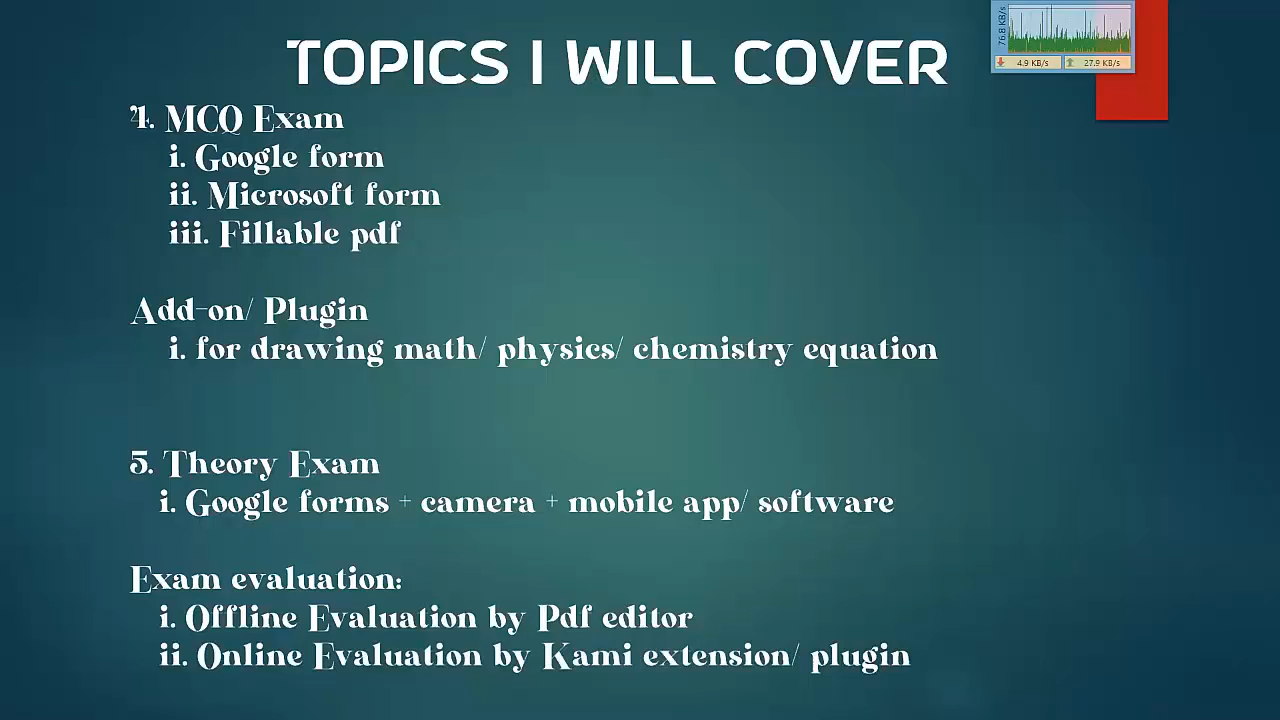 TOPICS I WILL COVER
76.8 KB/s
4.9 KB/s
27.9 KB/s
4. MCQ Exam
i. Google form
ii. Microsoft form
iii. Fillable pdf
Add-on/ Plugin
i. for drawing math/ physics/ chemistry equation
5. Theory Exam
i. Google forms + camera + mobile app/ software
Exam evaluation:
i. Offline Evaluation by Pdf editor
ii. Online Evaluation by Kami extension/ plugin